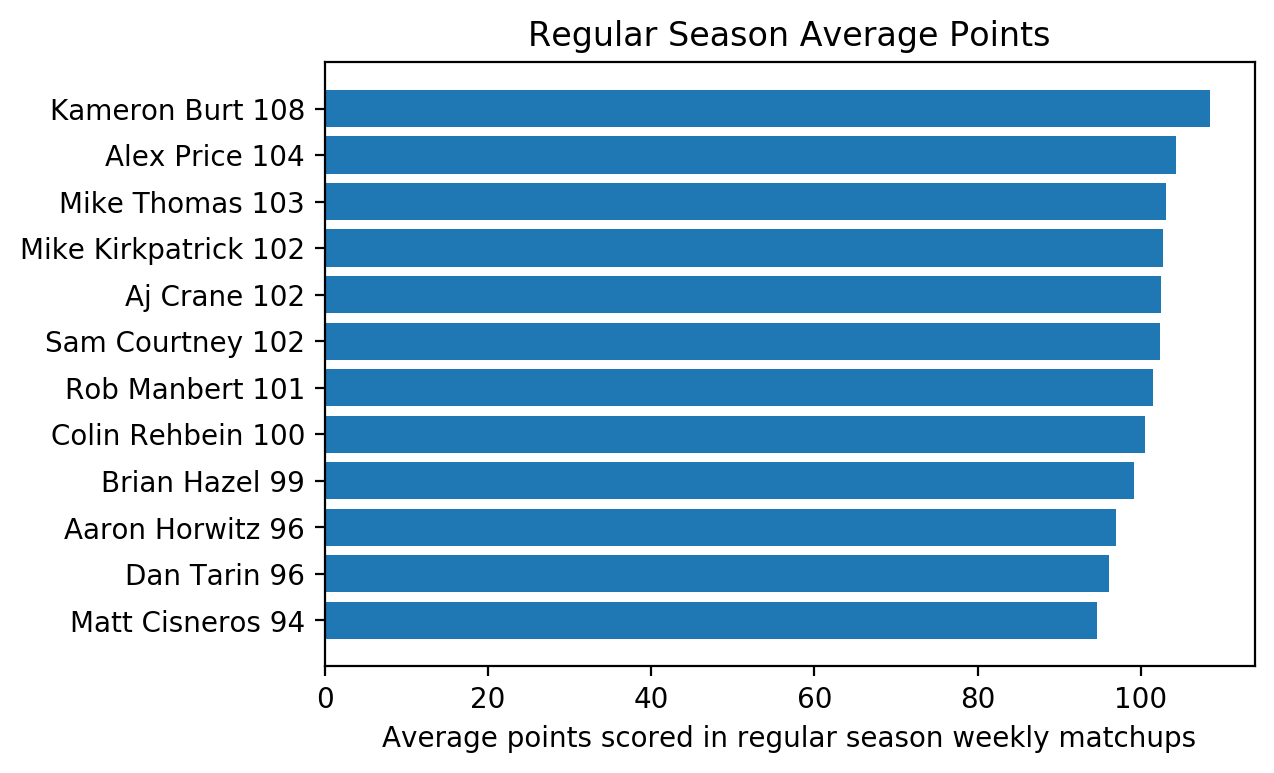 Regular Season Average Points
Kameron Burt 108
Alex Price 104
Mike Thomas 103
Mike Kirkpatrick 102
Aj Crane 102
Sam Courtney 102
Rob Manbert 101
Colin Rehbein 100
Brian Hazel 99
Aaron Horwitz 96
Dan Tarin 96
Matt Cisneros 94
0 20 40 60 80 100
Average points scored in regular season weekly matchups